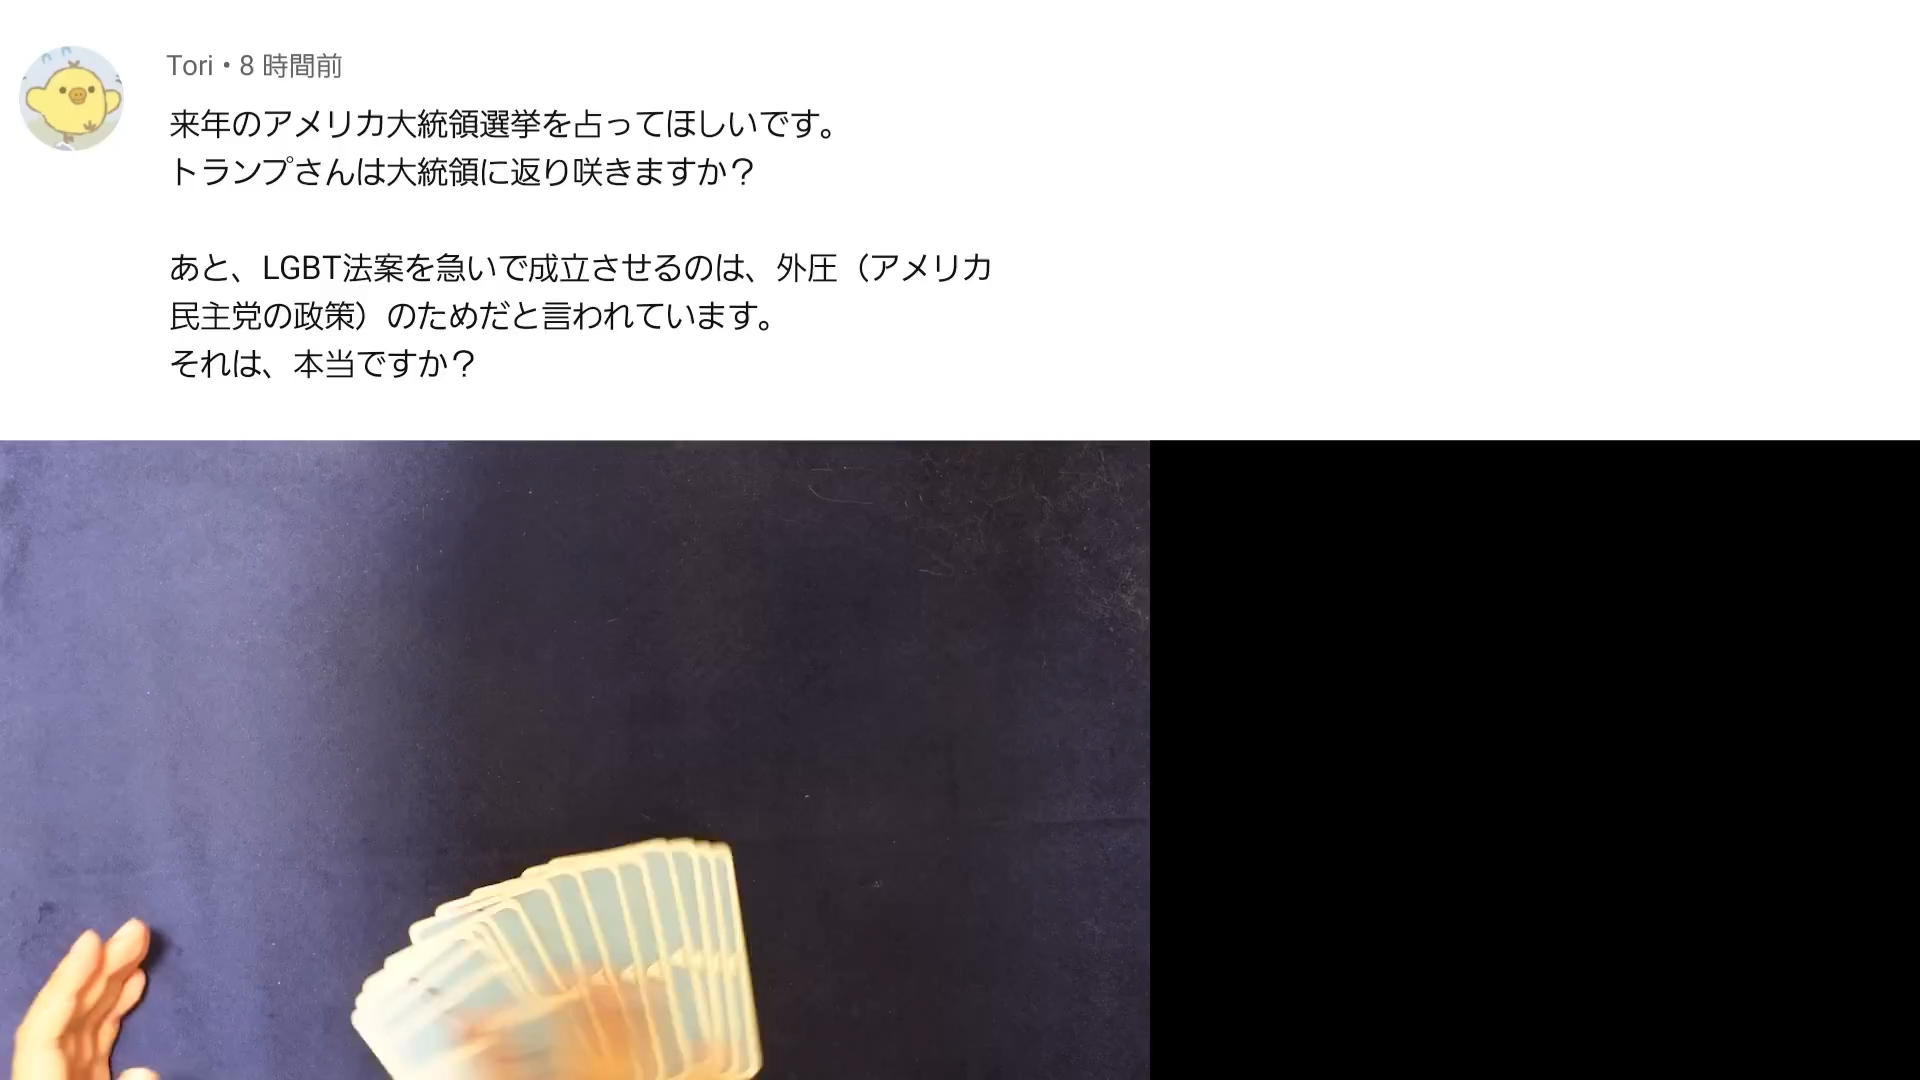 Tori • 8 時間前
来年のアメリカ大統領選挙を占ってほしいです。
トランプさんは大統領に返り咲きますか？
あと、LGBT法案を急いで成立させるのは、外圧（アメリカ
民主党の政策）のためだと言われています。
それは、本当ですか？